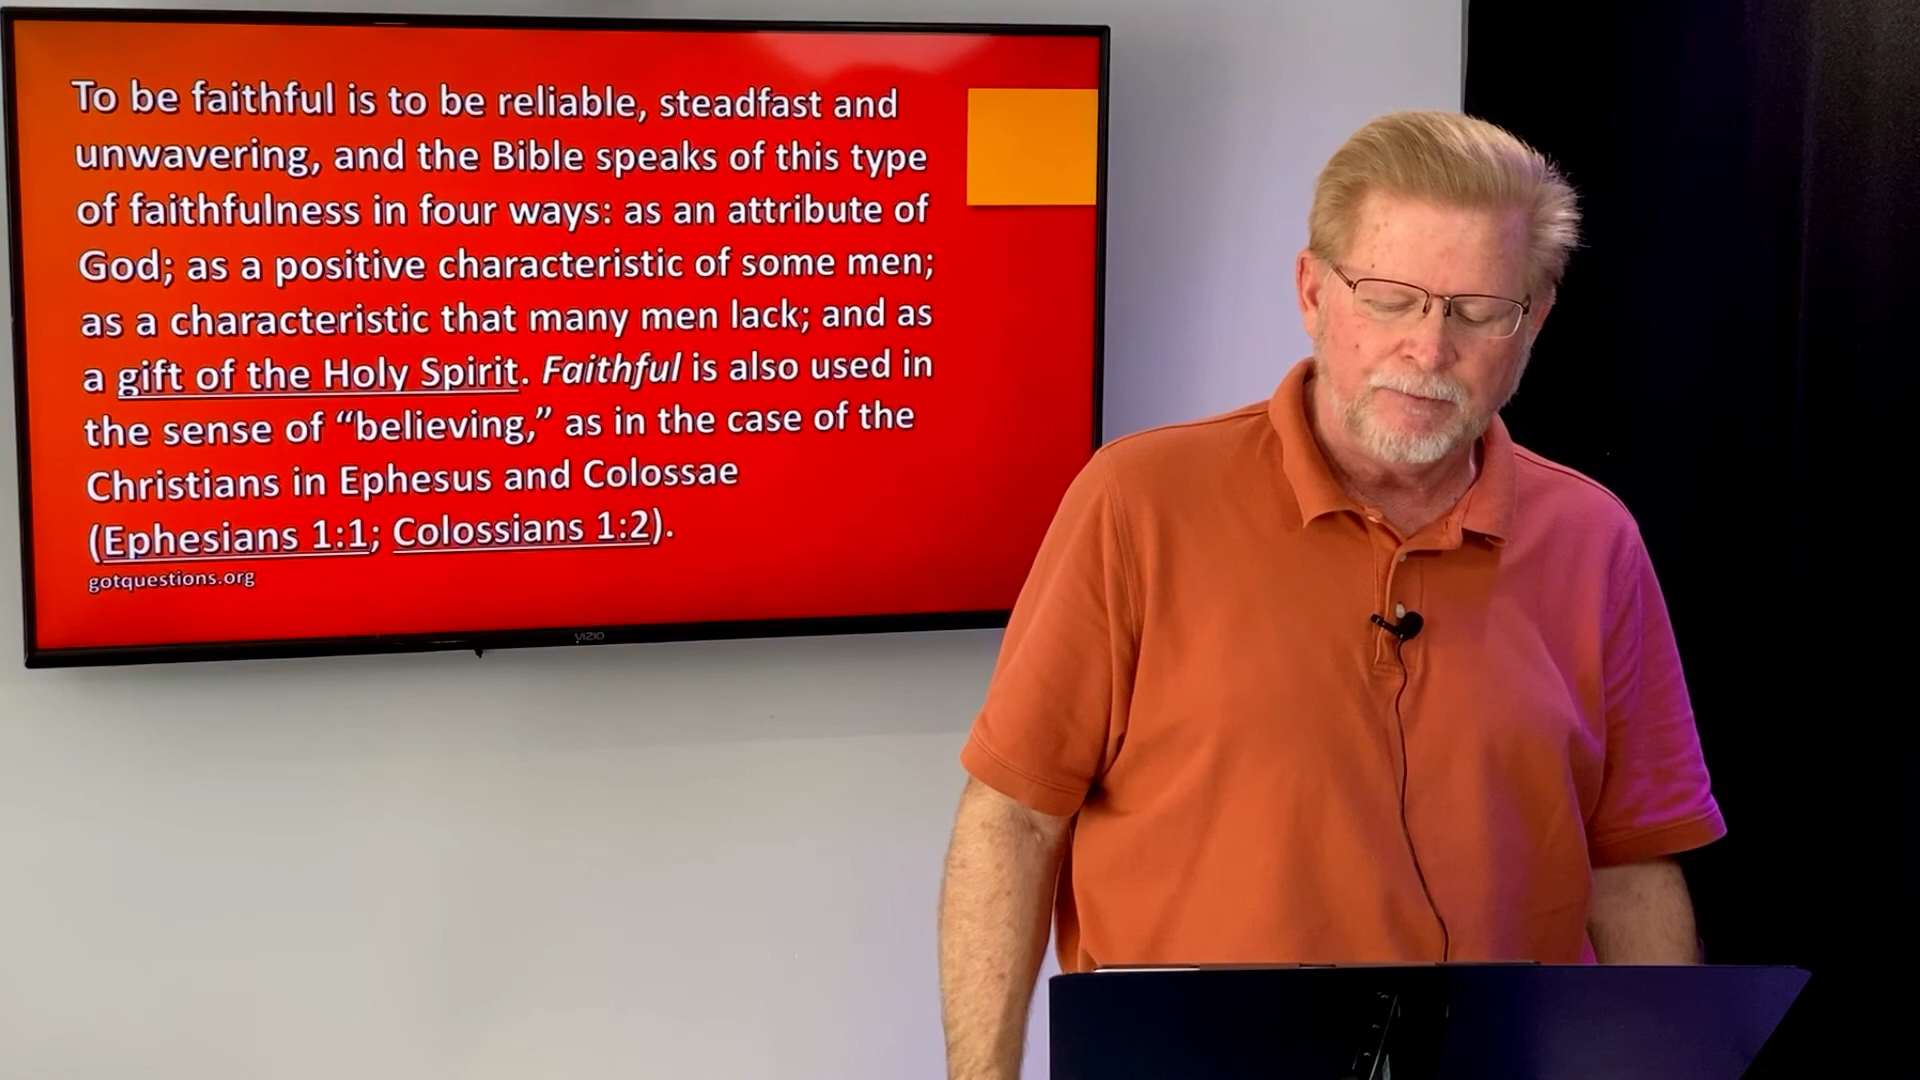 To be faithful is to be reliable, steadfast and
unwavering, and the Bible speaks of this type
of faithfulness in four ways: as an attribute of
God; as a positive characteristic of some men;
as a characteristic that many men lack; and as
a gift of the Holy Spirit. Faithful is also used in
the sense of “believing,” as in the case of the
Christians in Ephesus and Colossae
(Ephesians 1:1; Colossians 1:2).
gotquestions.org
VIZIO